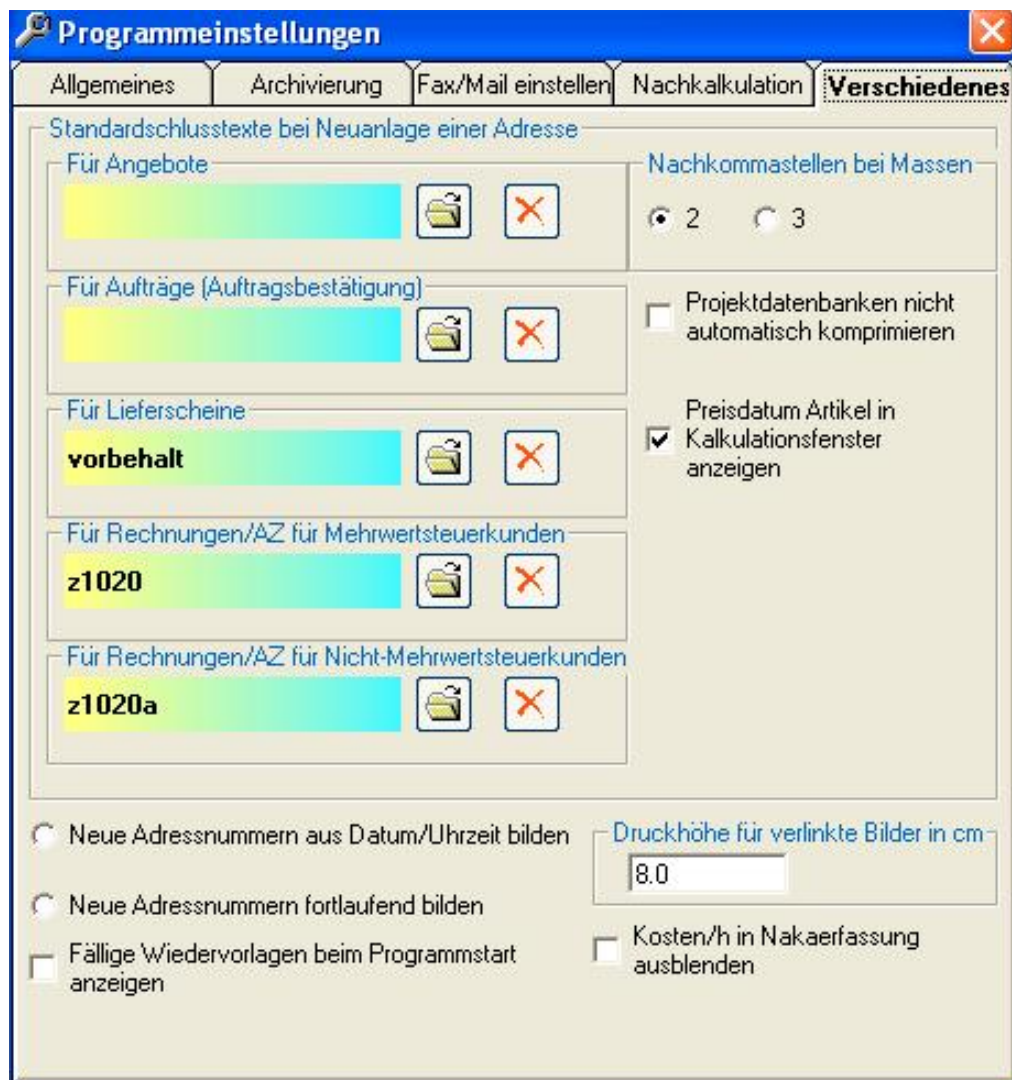 Programmeinstellungen
Allgemeines
Archivierung
Fax/Mail einstellen
Nachkalkulation
Verschiedenes
Standardschlusstexte bei Neuanlage einer Adresse
Für Angebote
Nachkommastellen bei Massen
2
3
Für Aufträge (Auftragsbestätigung)
Projektdatenbanken nicht
automatisch komprimieren
Für Lieferscheine
vorbehalt
Preisdatum Artikel in
Kalkulationsfenster
anzeigen
Für Rechnungen/AZ für Mehrwertsteuerkunden
z1020
Für Rechnungen/AZ für Nicht-Mehrwertsteuerkunden
z1020a
Neue Adressnummern aus Datum/Uhrzeit bilden
Druckhöhe für verlinkte Bilder in cm
8.0
Neue Adressnummern fortlaufend bilden
Fällige Wiedervorlagen beim Programmstart
anzeigen
Kosten/h in Nakaerfassung
ausblenden